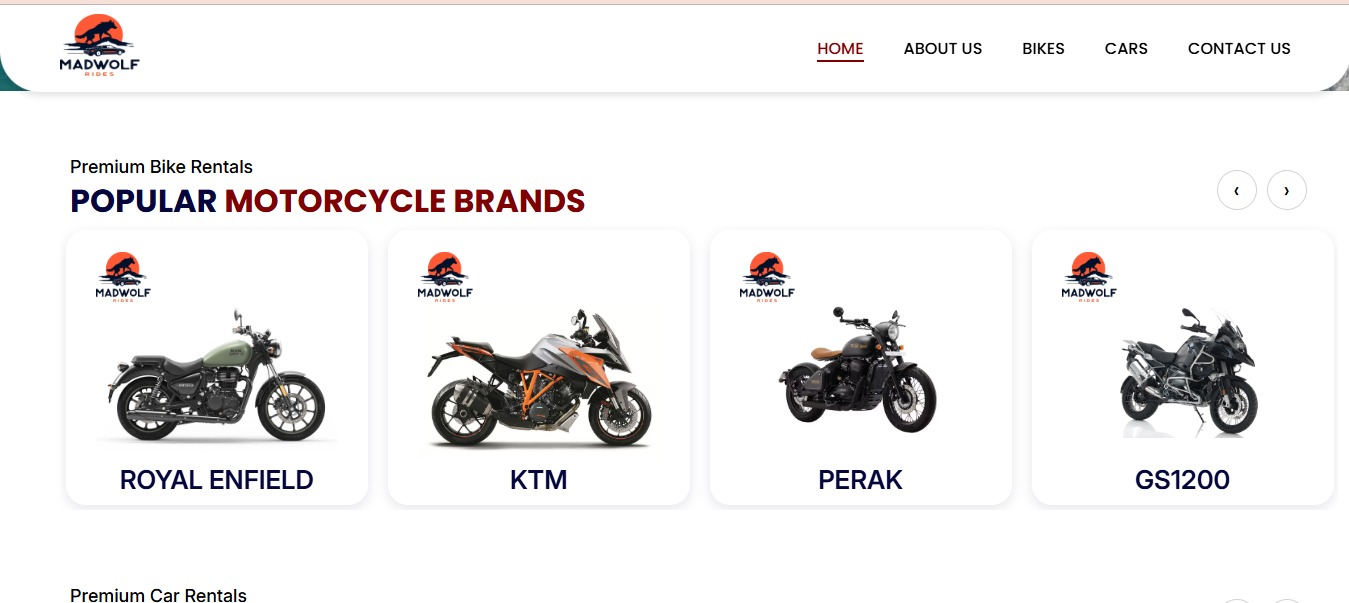 MADWOLF
RIDES
HOME
ABOUT US
BIKES
CARS
CONTACT US
Premium Bike Rentals
POPULAR MOTORCYCLE BRANDS
‹
›
MADWOLF
RIDES
MADWOLF
RIDES
MADWOLF
RIDES
MADWOLF
RIDES
ROYAL ENFIELD
KTM
PERAK
GS1200
Premium Car Rentals